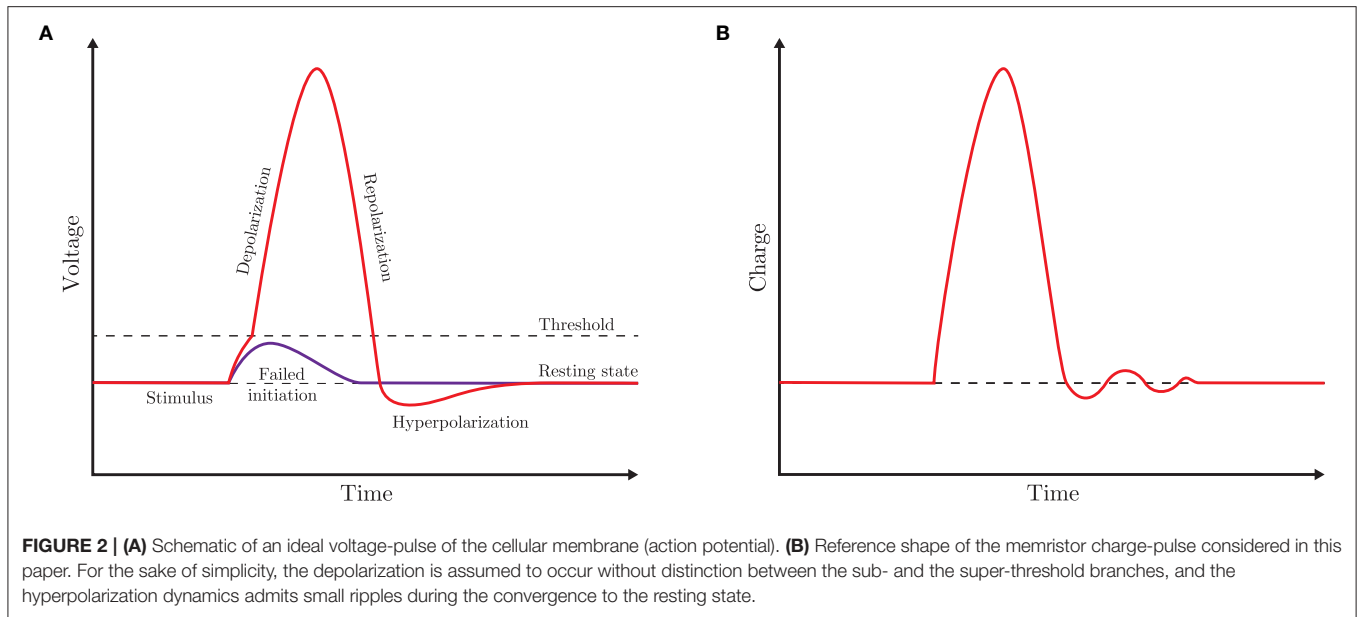 A
Voltage
Depolarization
Repolarization
Threshold
Resting state
Failed
initiation
Stimulus
Hyperpolarization
Time
B
Charge
Time
FIGURE 2 | (A) Schematic of an ideal voltage-pulse of the cellular membrane (action potential). (B) Reference shape of the memristor charge-pulse considered in this
paper. For the sake of simplicity, the depolarization is assumed to occur without distinction between the sub- and the super-threshold branches, and the
hyperpolarization dynamics admits small ripples during the convergence to the resting state.